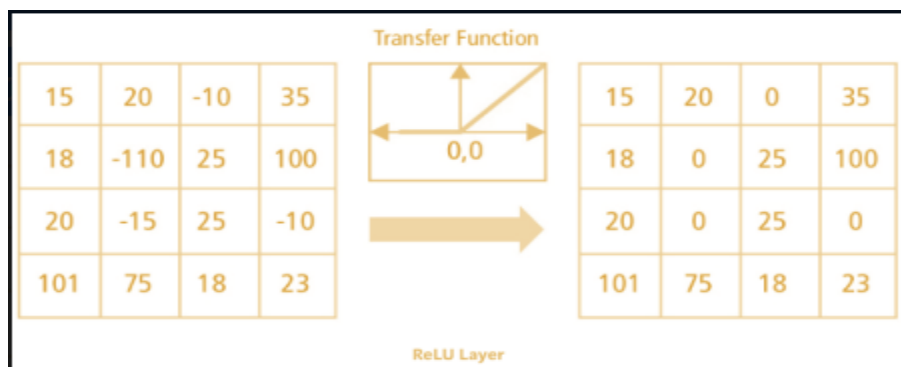 Transfer Function
15 20 -10 35
18 -110 25 100
20 -15 25 -10
101 75 18 23
0,0
15 20 0 35
18 0 25 100
20 0 25 0
101 75 18 23
ReLU Layer